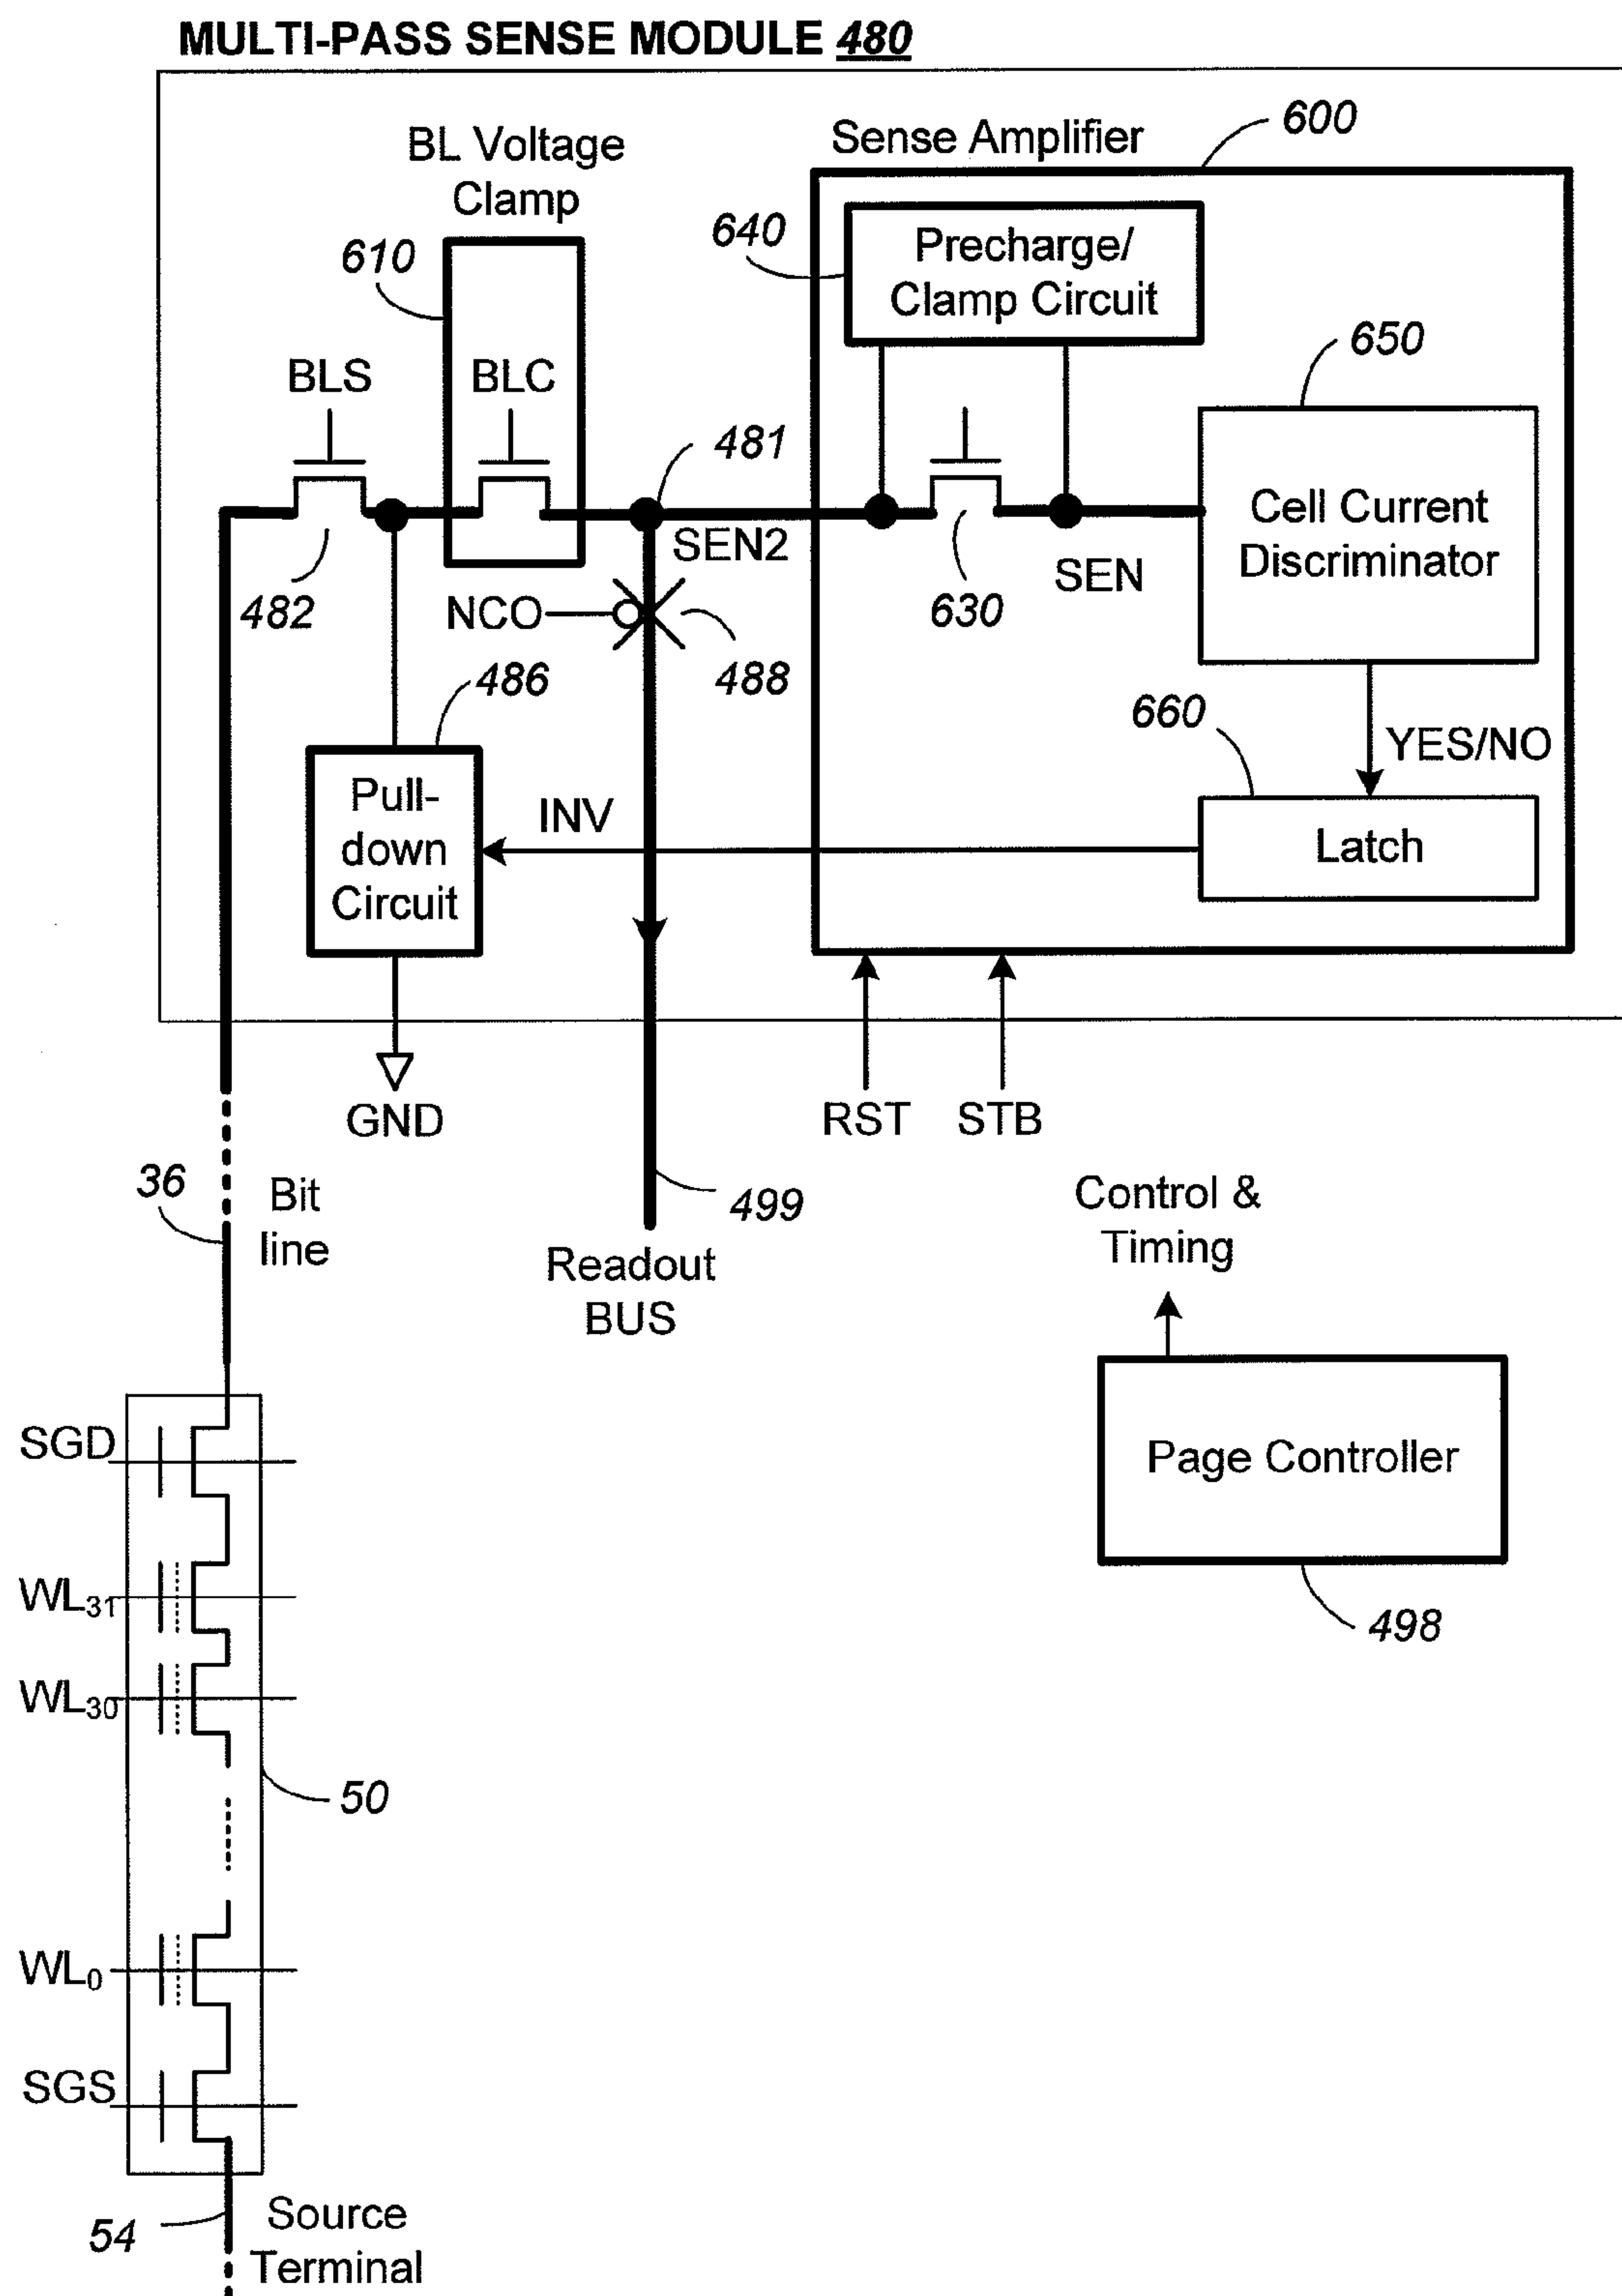 MULTI-PASS SENSE MODULE 480
600
BL Voltage
Clamp
Sense Amplifier
640
Precharge/
Clamp Circuit
610
650
BLS
BLC
481
Cell Current
Discriminator
SEN2
SEN
482
NCO
630
488
486
660
YES/NO
Pull-
down
Circuit
INV
Latch
GND
RST
STB
36
Bit
line
499
Control &
Timing
Readout
BUS
SGD
Page Controller
WL31
498
WL30
50
WL0
SGS
54
Source
Terminal